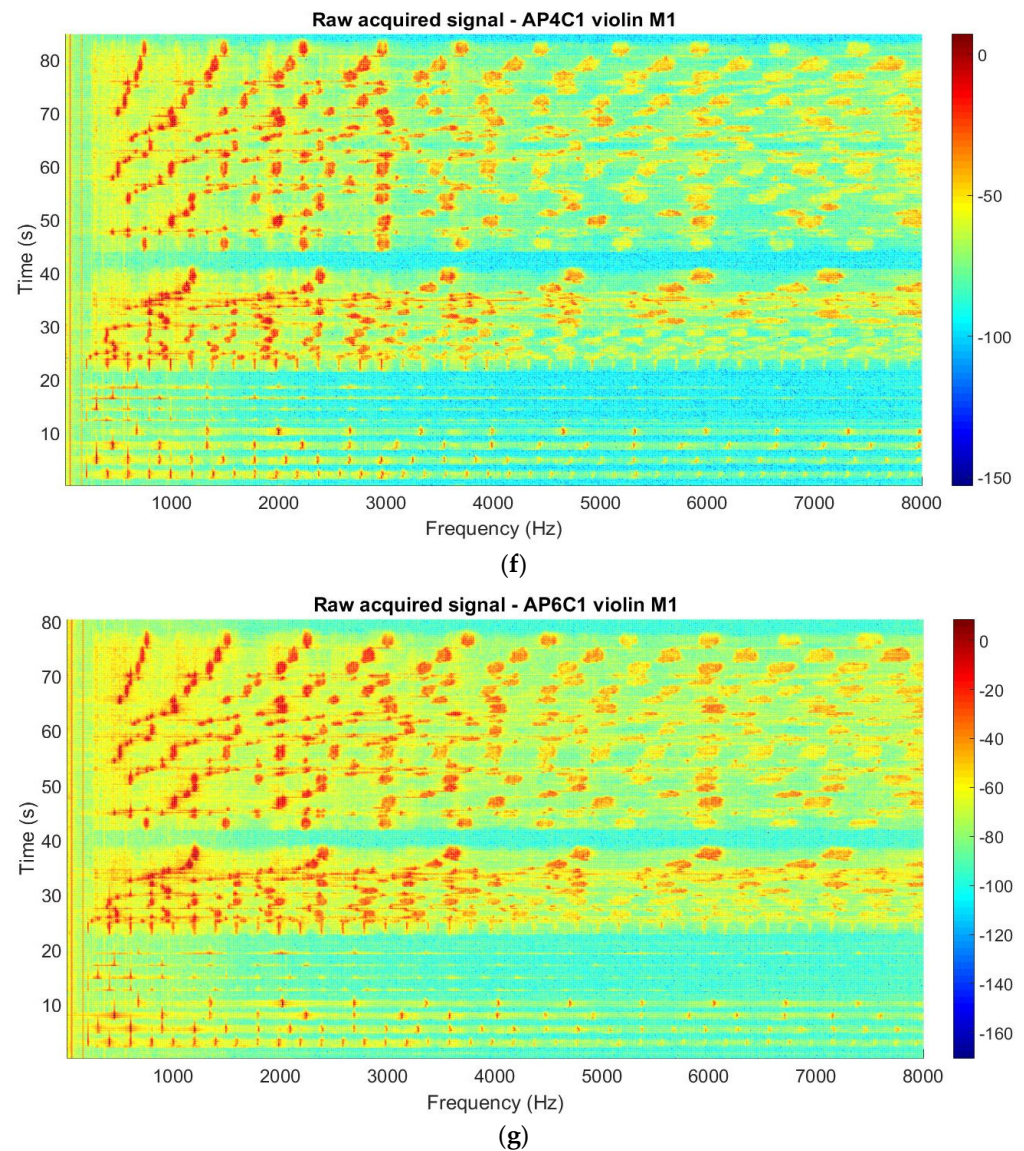 Raw acquired signal - AP4C1 violin M1
80
70
60
50
40
30
20
10
Time (s)
1000 2000 3000 4000 5000 6000 7000 8000
Frequency (Hz)
0
-50
-100
-150
(f)
Raw acquired signal - AP6C1 violin M1
80
70
60
50
40
30
20
10
Time (s)
1000 2000 3000 4000 5000 6000 7000 8000
Frequency (Hz)
0
-20
-40
-60
-80
-100
-120
-140
-160
(g)